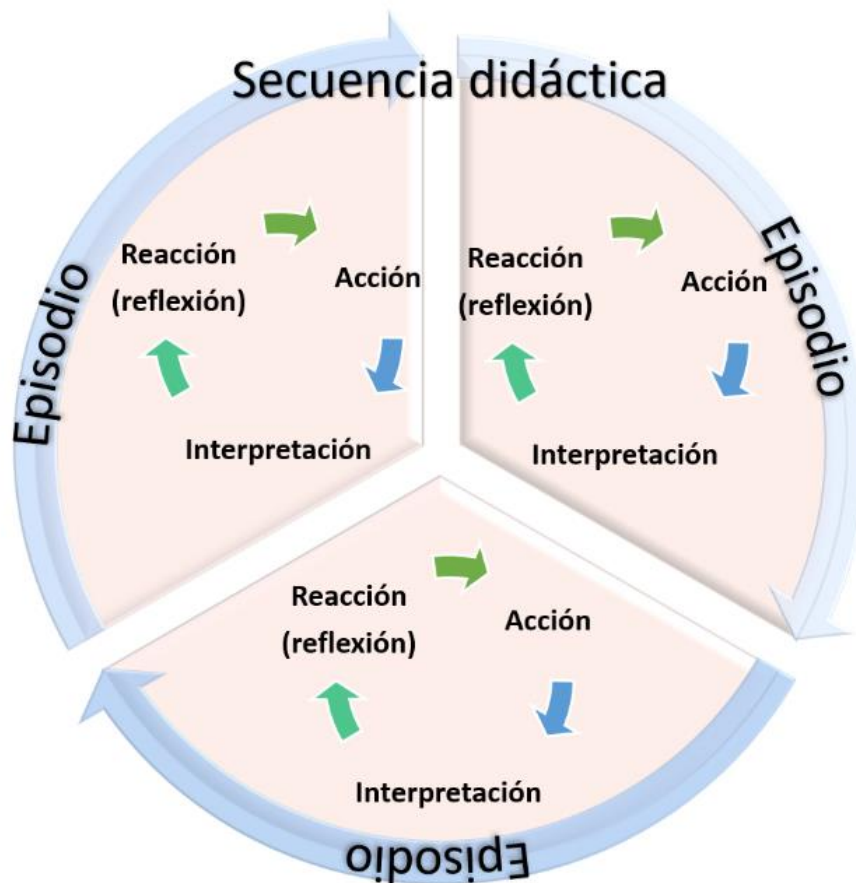 Secuencia didáctica
Episodio
Reacción
(reflexión)
Acción
Interpretación
Episodio
Reacción
(reflexión)
Acción
Interpretación
Reacción
(reflexión)
Acción
Interpretación
Episodio